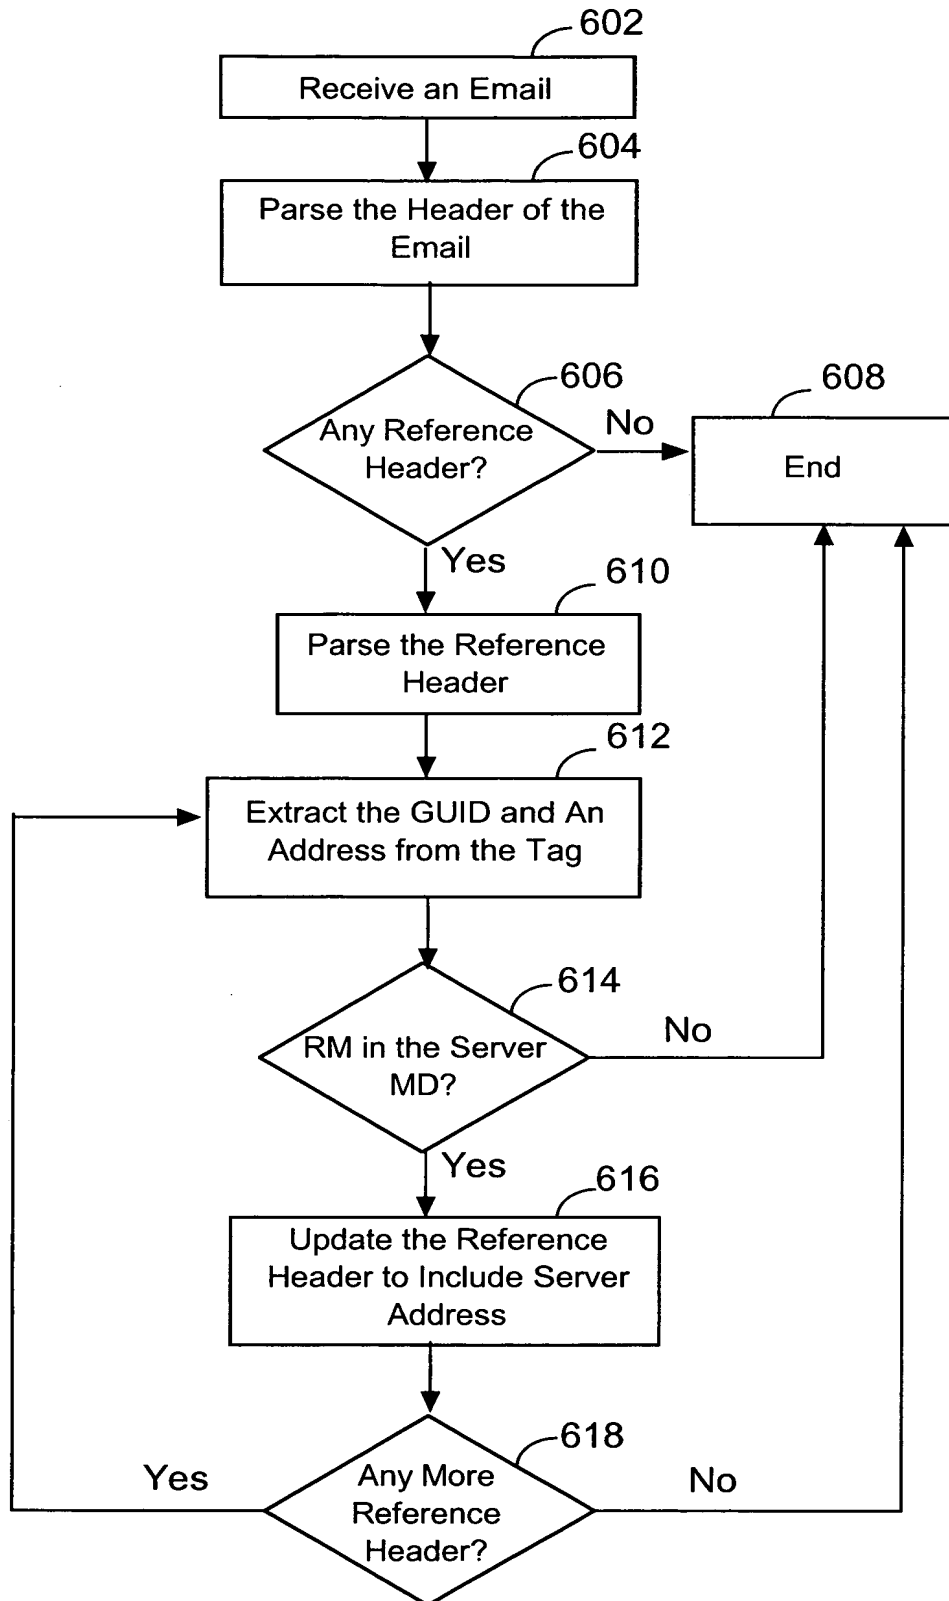 602
Receive an Email
604
Parse the Header of the
Email
606
Any Reference
Header?
No
608
End
Yes
610
Parse the Reference
Header
612
Extract the GUID and An
Address from the Tag
614
RM in the Server
MD?
No
Yes
616
Update the Reference
Header to Include Server
Address
618
Any More
Reference
Header?
Yes
No